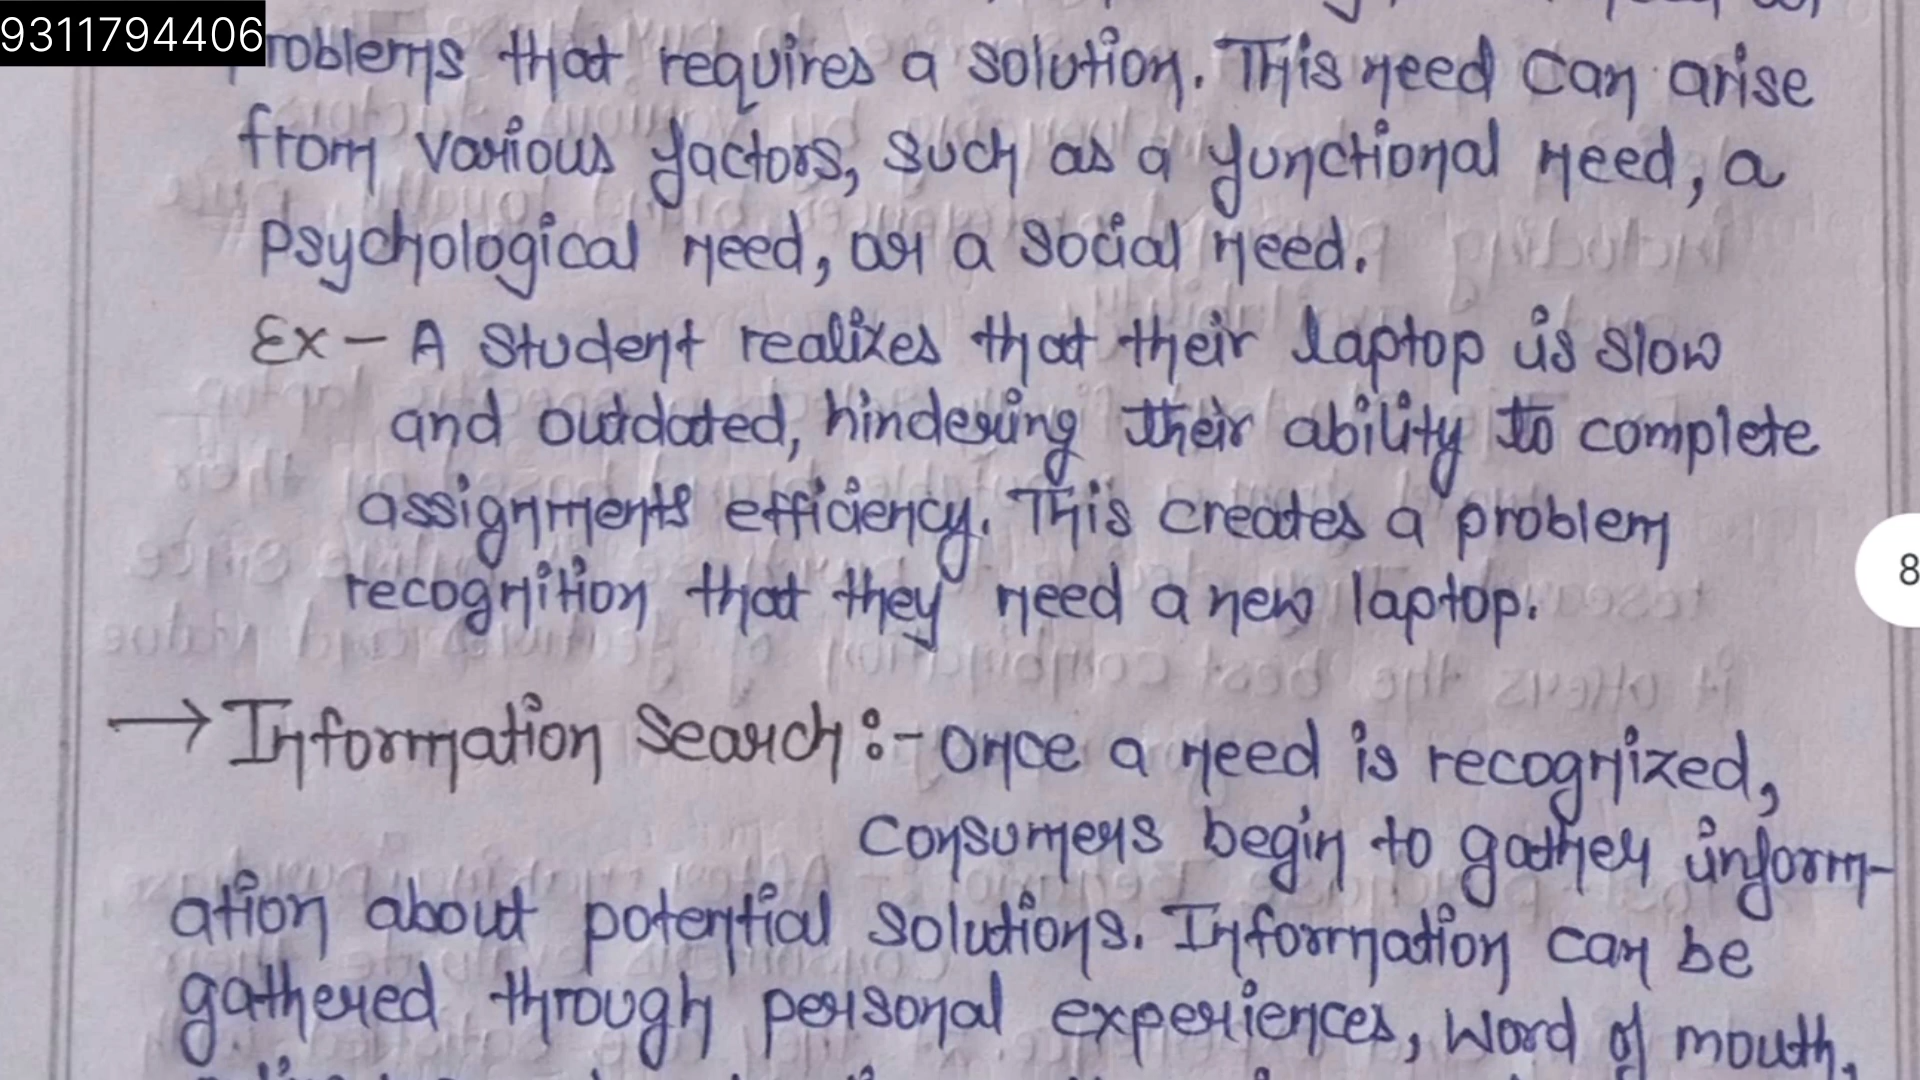 9311794406
roblems that requires a solution. This need can arise
from various factors, such as a functional need, a
psychological need, or a social need.
Ex - A student realizes that their laptop is slow
and outdated, hindering their ability to complete
assignments efficiency. This creates a problem
recognition that they need a new laptop.
→ Information Search :- Once a need is recognized,
Consumers begin to gather inform-
ation about potential solutions. Information can be
gathered through personal experiences, word of mouth,
8